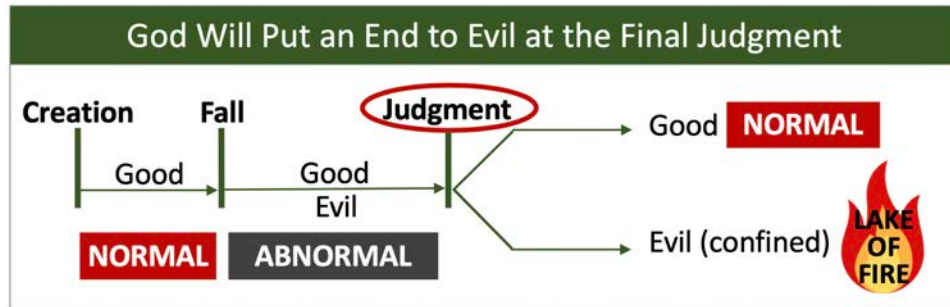 God Will Put an End to Evil at the Final Judgment
Creation Fall Judgment
Good NORMAL
Good Good
Evil
Evil (confined)
LAKE
OF
FIRE
NORMAL ABNORMAL